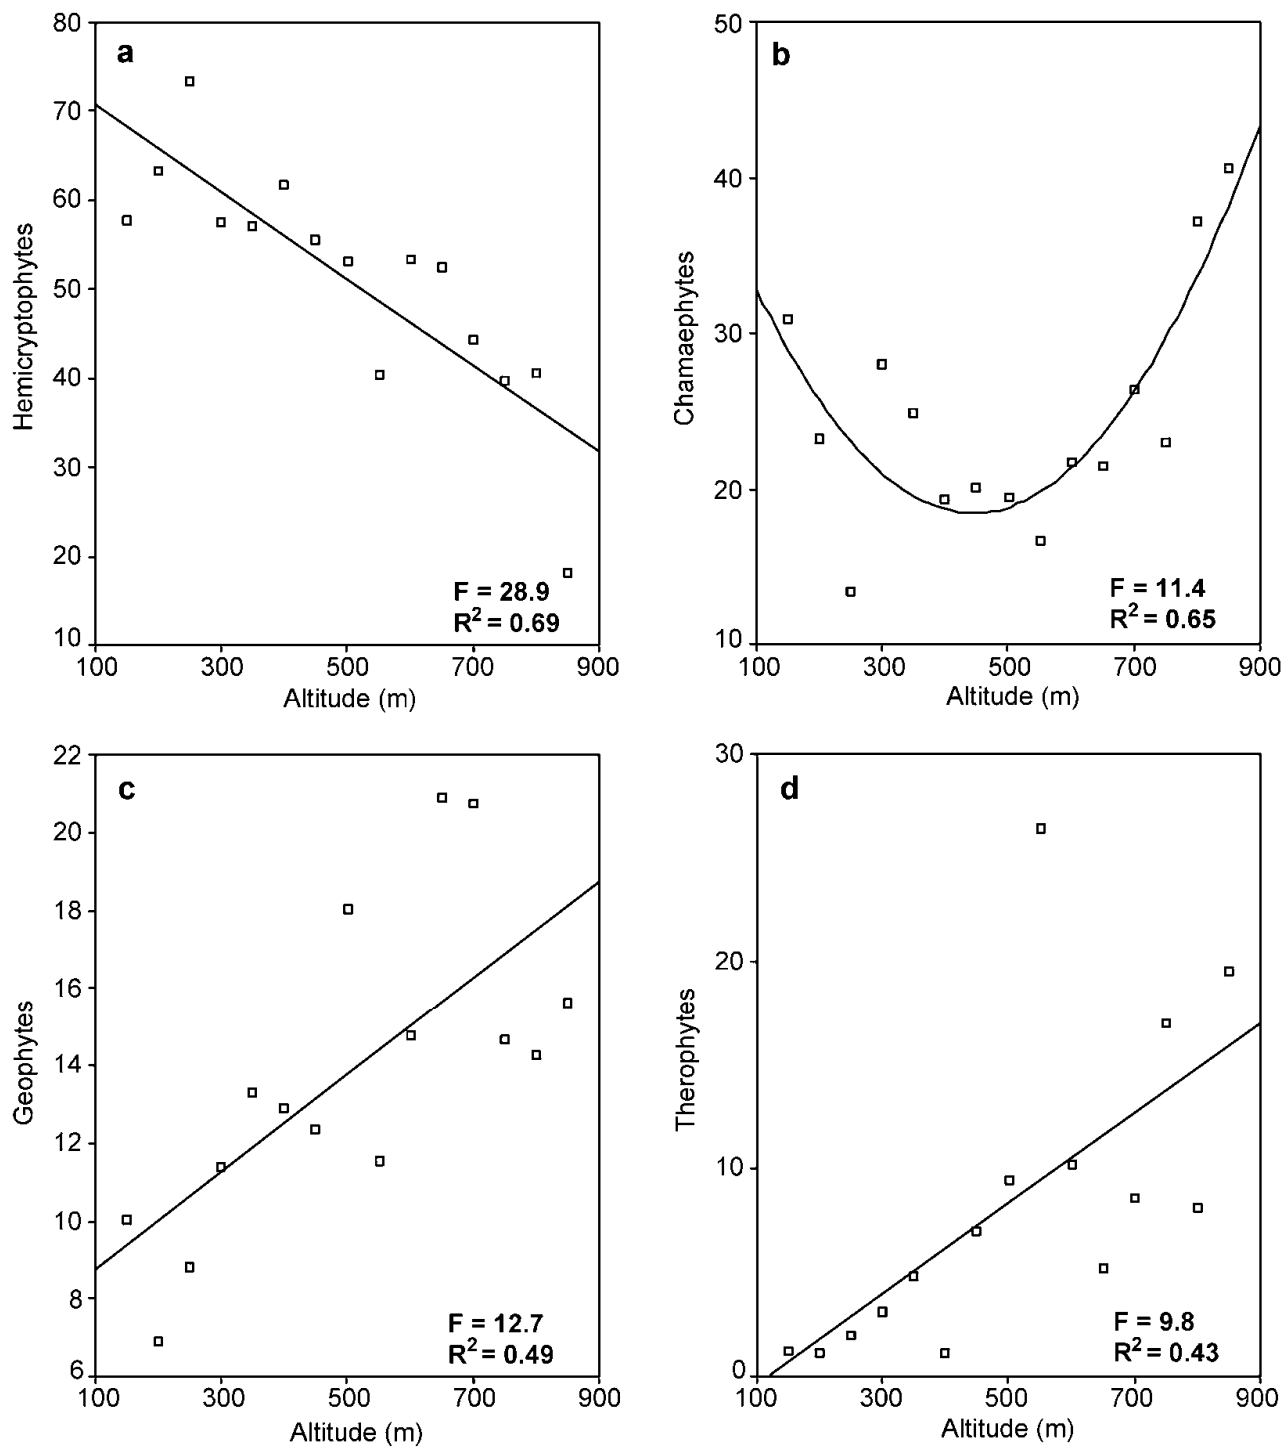 a
80
70
60
50
40
30
20
10
Hemicryptophytes
F = 28.9
R² = 0.69
100 300 500 700 900
Altitude (m)
b
50
40
30
20
10
Chamaephytes
F = 11.4
R² = 0.65
100 300 500 700 900
Altitude (m)
c
22
20
18
16
14
12
10
8
6
Geophytes
F = 12.7
R² = 0.49
100 300 500 700 900
Altitude (m)
d
30
20
10
0
Therophytes
F = 9.8
R² = 0.43
100 300 500 700 900
Altitude (m)